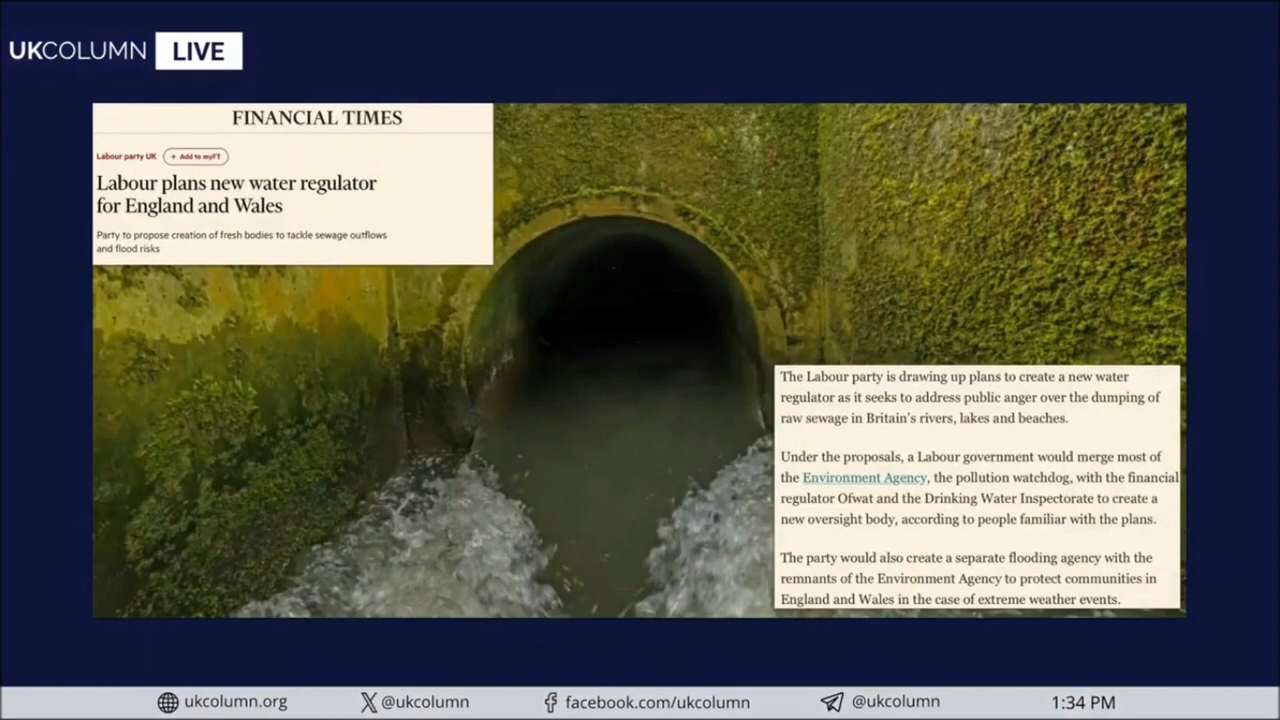 UKCOLUMN LIVE
FINANCIAL TIMES
Labour party UK + Add to myFT
Labour plans new water regulator
for England and Wales
Party to propose creation of fresh bodies to tackle sewage outflows
and flood risks
The Labour party is drawing up plans to create a new water
regulator as it seeks to address public anger over the dumping of
raw sewage in Britain's rivers, lakes and beaches.
Under the proposals, a Labour government would merge most of
the Environment Agency, the pollution watchdog, with the financial
regulator Ofwat and the Drinking Water Inspectorate to create a
new oversight body, according to people familiar with the plans.
The party would also create a separate flooding agency with the
remnants of the Environment Agency to protect communities in
England and Wales in the case of extreme weather events.
ukcolumn.org @ukcolumn facebook.com/ukcolumn @ukcolumn 1:34 PM